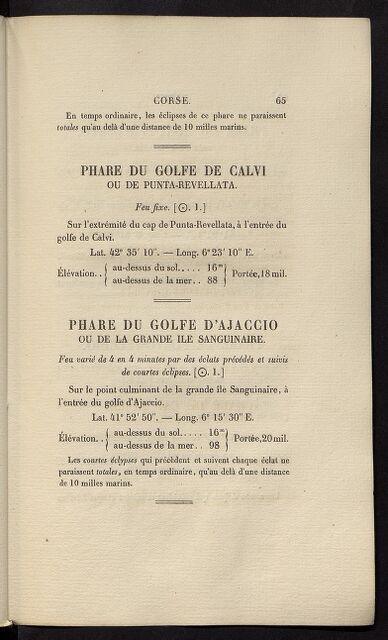 CORSE. 65
En temps ordinaire, les éclipses de ce phare ne paraissent
totales qu'au delà d'une distance de 10 milles marins.
PHARE DU GOLFE DE CALVI
OU DE PUNTA-REVELLATA.
Feu fixe. [⊙. 1.]
Sur l'extrémité du cap de Punta-Revellata, à l'entrée du
golfe de Calvi.
Lat. 42° 35' 10". — Long. 6° 23' 10" E.
Élévation.. { au-dessus du sol..... 16m } Portée, 18 mil.
au-dessus de la mer.. 88
PHARE DU GOLFE D'AJACCIO
OU DE LA GRANDE ILE SANGUINAIRE.
Feu varié de 4 en 4 minutes par des éclats précédés et suivis
de courtes éclipses. [⊙. 1.]
Sur le point culminant de la grande île Sanguinaire, à
l'entrée du golfe d'Ajaccio.
Lat. 41° 52' 50". — Long. 6° 15' 30" E.
Élévation.. { au-dessus du sol..... 16m } Portée, 20 mil.
au-dessus de la mer.. 98
Les courtes éclypses qui précèdent et suivent chaque éclat ne
paraissent totales, en temps ordinaire, qu'au delà d'une distance
de 10 milles marins.